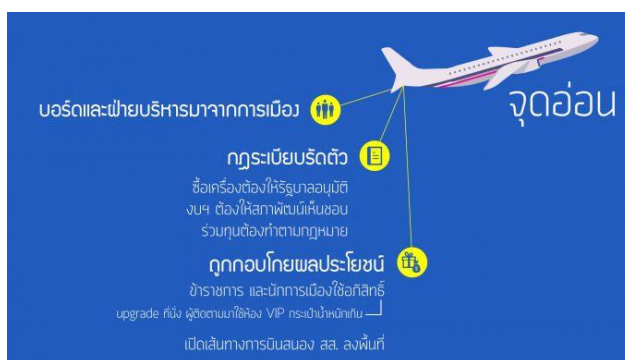 จุดอ่อน
บอร์ดและฝ่ายบริหารมาจากการเมือง
กฎระเบียบรัดตัว
ซื้อเครื่องต้องให้รัฐบาลอนุมัติ
งบฯ ต้องให้สภาพัฒน์เห็นชอบ
ร่วมทุนต้องทำตามกฎหมาย
ถูกกอบโกยผลประโยชน์
ข้าราชการ และนักการเมืองใช้อภิสิทธิ์
upgrade ที่นั่ง ผู้ติดตามมาใช้ห้อง VIP กระเป๋าน้ำหนักเกิน
เปิดเส้นทางการบินสนอง สส. ลงพื้นที่